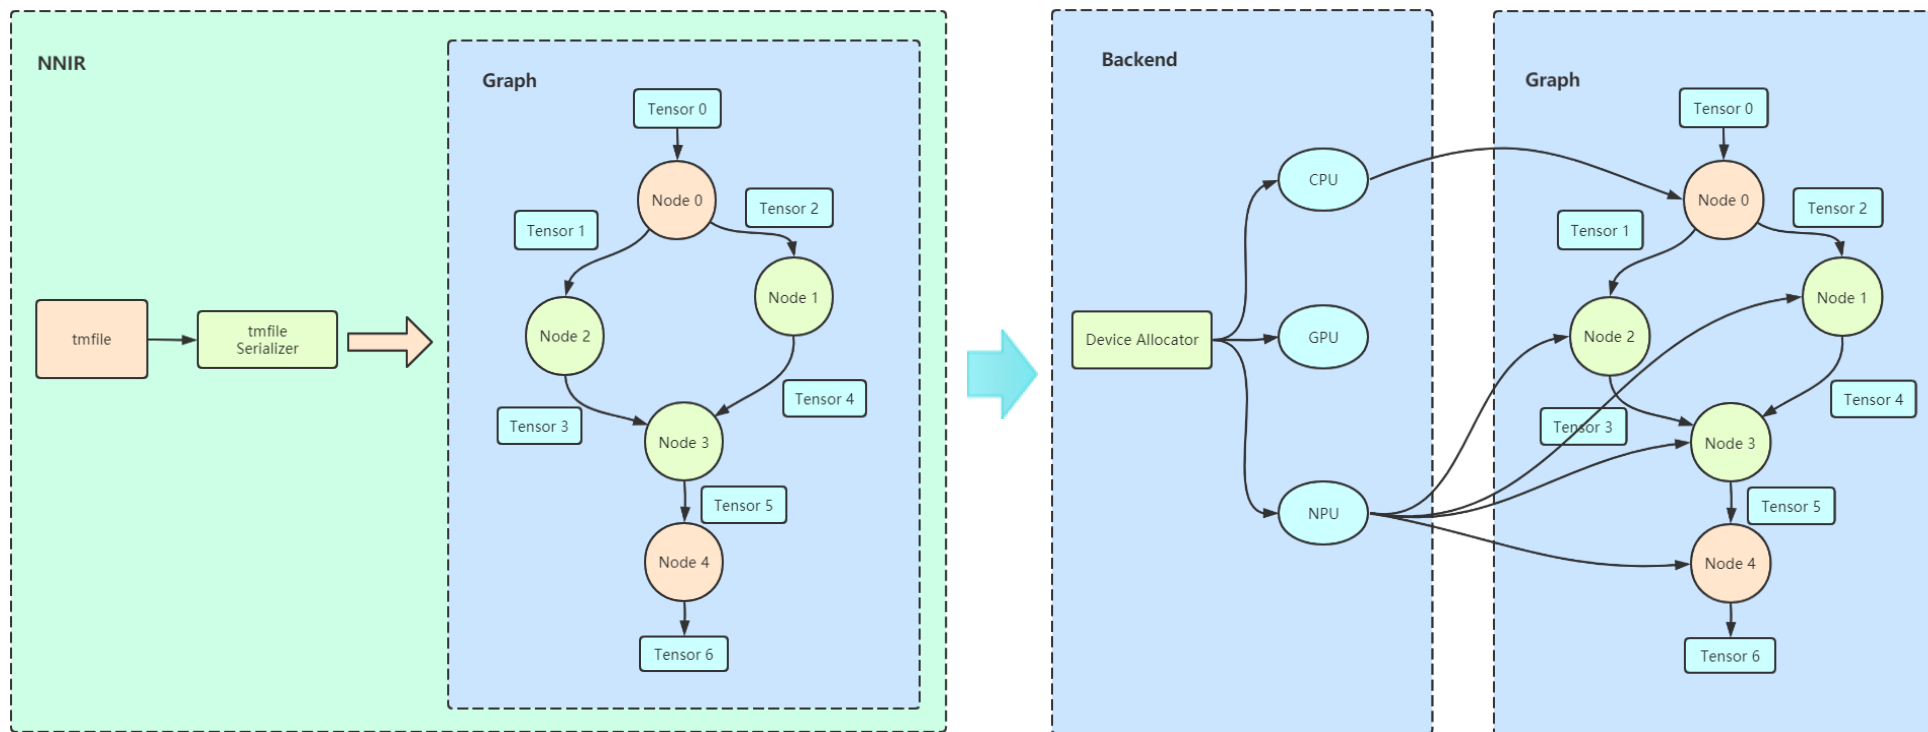 NNIR
tmfile
tmfile
Serializer
Graph
Tensor 0
Node 0
Tensor 1
Tensor 2
Node 1
Node 2
Tensor 3
Tensor 4
Node 3
Tensor 5
Node 4
Tensor 6
Backend
Device Allocator
CPU
GPU
NPU
Graph
Tensor 0
Node 0
Tensor 1
Tensor 2
Node 1
Node 2
Tensor 3
Tensor 4
Node 3
Tensor 5
Node 4
Tensor 6